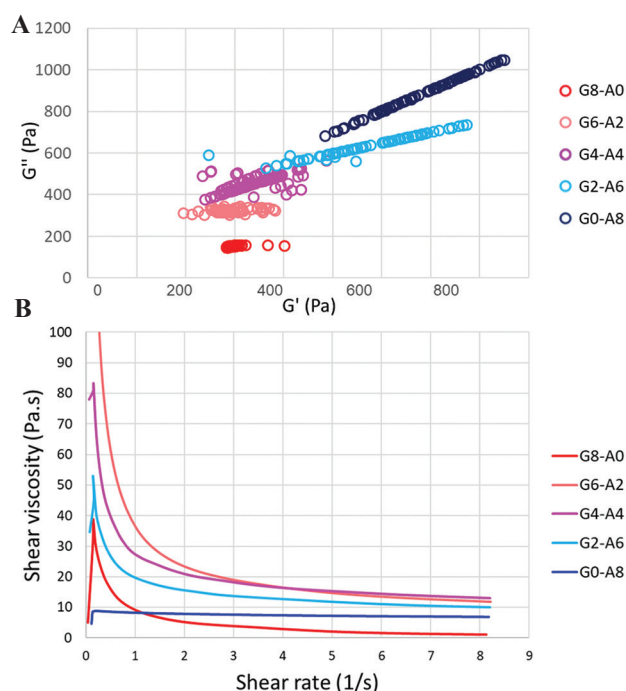 A
G'' (Pa)
1200
1000
800
600
400
200
0
0 200 400 600 800
G' (Pa)
G8-A0
G6-A2
G4-A4
G2-A6
G0-A8
B
Shear viscosity (Pa.s)
100
90
80
70
60
50
40
30
20
10
0
0 1 2 3 4 5 6 7 8 9
Shear rate (1/s)
G8-A0
G6-A2
G4-A4
G2-A6
G0-A8